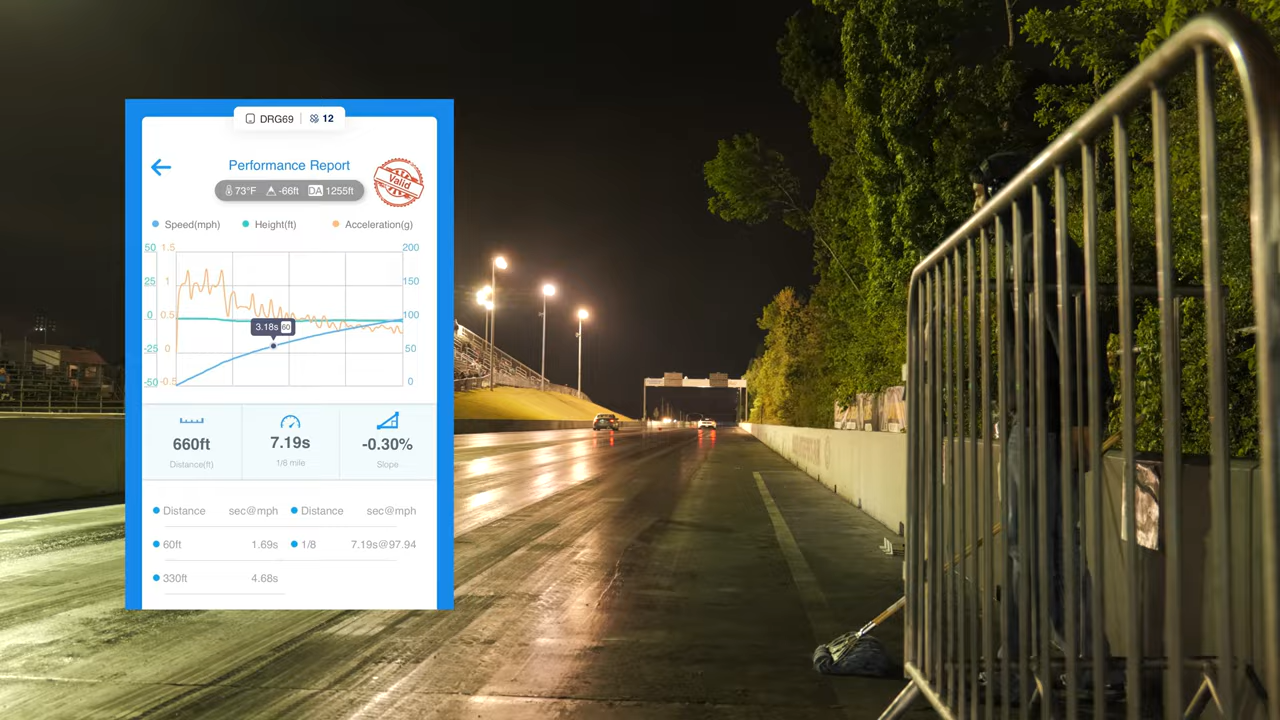 DRG69 12
Performance Report
Valid
73°F -66ft DA 1255ft
Speed(mph) Height(ft) Acceleration(g)
50 1.5 200
25 1 150
0 0.5 100
3.18s 60
-25 0 50
-50 -0.5 0
660ft 7.19s -0.30%
Distance(ft) 1/8 mile Slope
Distance sec@mph Distance sec@mph
60ft 1.69s 1/8 7.19s@97.94
330ft 4.68s